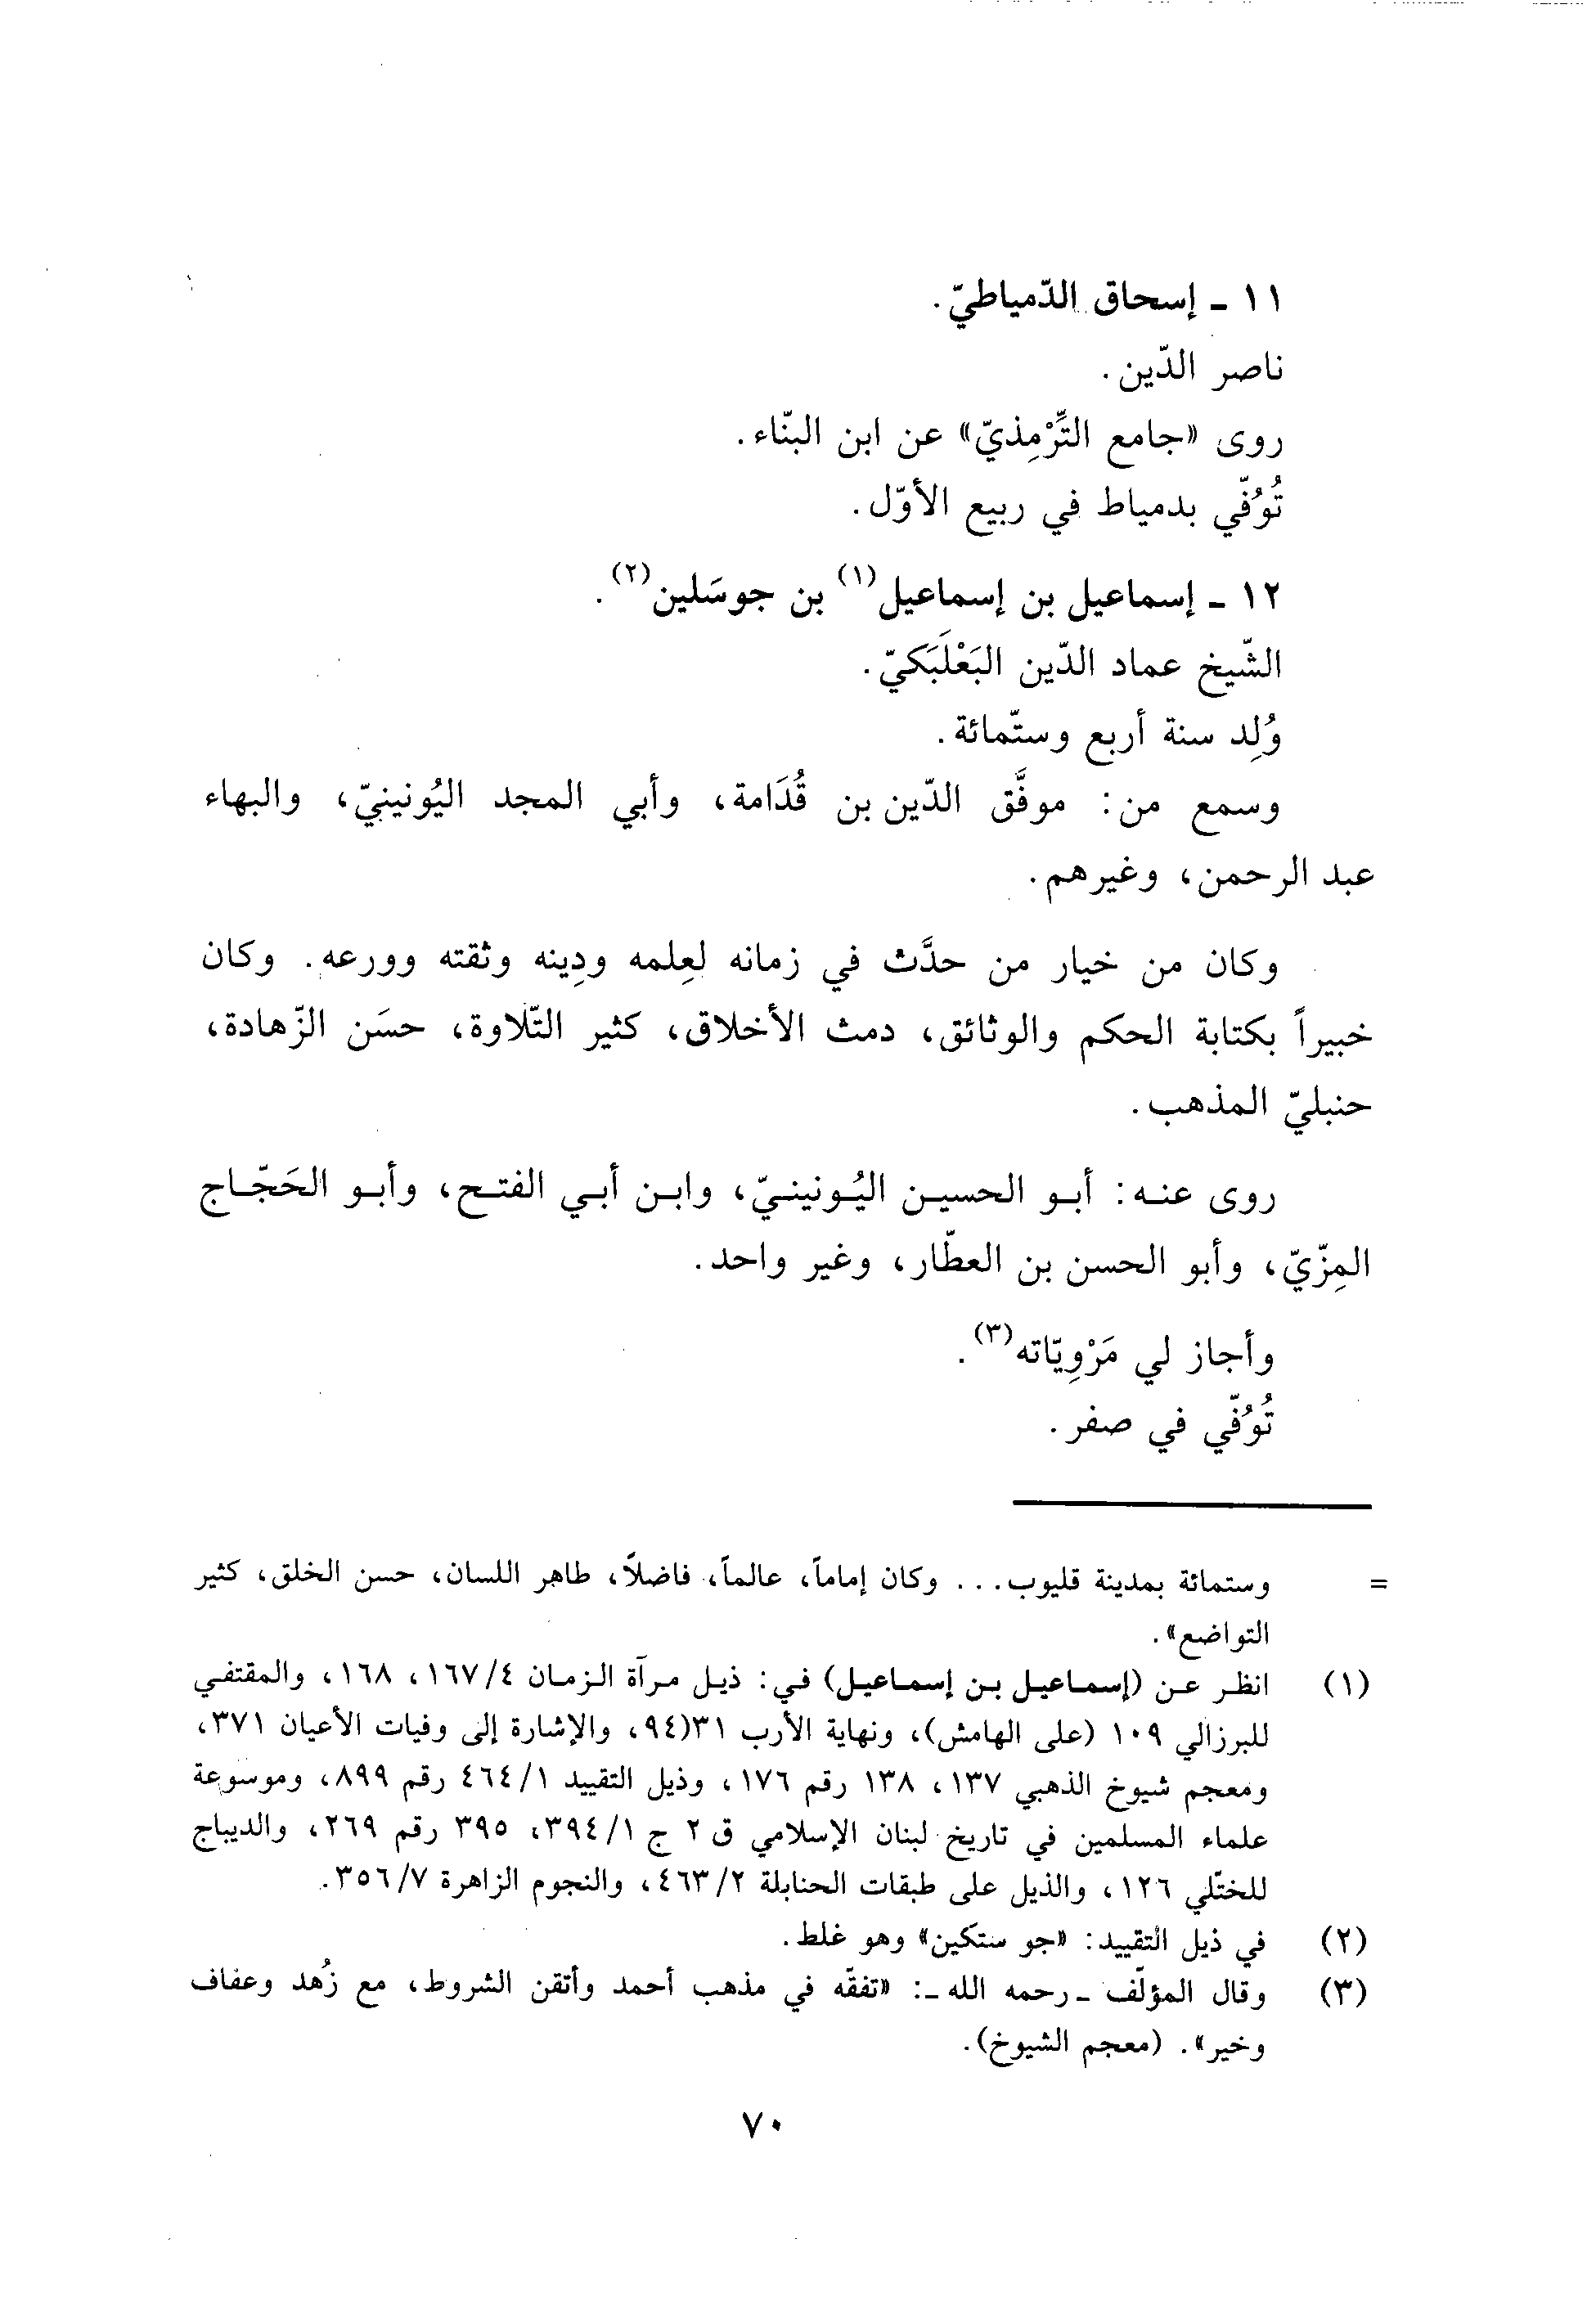 ١١ ـ إسحاق الدّمياطيّ.
ناصر الدّين.
روى «جامع التِّرْمِذيّ» عن ابن البنّاء.
تُوُفّي بدمياط في ربيع الأوّل.
١٢ ـ إسماعيل بن إسماعيل(١) بن جوسَلين(٢).
الشّيخ عماد الدّين البَعْلَبَكيّ.
وُلِد سنة أربع وستّمائة.
وسمع من: موفَّق الدّين بن قُدَامة، وأبي المجد اليُونينيّ، والبهاء
عبد الرحمن، وغيرهم.
وكان من خيار من حدَّث في زمانه لعِلمه ودِينه وثقته وورعه. وكان
خبيراً بكتابة الحكم والوثائق، دمث الأخلاق، كثير التّلاوة، حسَن الزّهادة،
حنبليّ المذهب.
روى عنه: أبو الحسين اليُونينيّ، وابن أبي الفتح، وأبو الحَجّاج
المِزّيّ، وأبو الحسن بن العطّار، وغير واحد.
وأجاز لي مَرْوِيّاته(٣).
تُوُفّي في صفر.
= وستمائة بمدينة قليوب... وكان إماماً، عالماً، فاضلاً، طاهر اللسان، حسن الخلق، كثير
التواضع».
(١) انظر عن (إسماعيل بن إسماعيل) في: ذيل مرآة الزمان ٤/١٦٧، ١٦٨، والمقتفي
للبرزالي ١٠٩ (على الهامش)، ونهاية الأرب ٣١(٩٤، والإشارة إلى وفيات الأعيان ٣٧١،
ومعجم شيوخ الذهبي ١٣٧، ١٣٨ رقم ١٧٦، وذيل التقييد ١/٤٦٤ رقم ٨٩٩، وموسوعة
علماء المسلمين في تاريخ لبنان الإسلامي ق ٢ ج ١/٣٩٤، ٣٩٥ رقم ٢٦٩، والديباج
للختّلي ١٢٦، والذيل على طبقات الحنابلة ٢/٤٦٣، والنجوم الزاهرة ٧/٣٥٦.
(٢) في ذيل التقييد: «جو ستكين» وهو غلط.
(٣) وقال المؤلّف ـ رحمه الله ـ: «تفقّه في مذهب أحمد وأتقن الشروط، مع زُهد وعفاف
وخير». (معجم الشيوخ).
٧٠